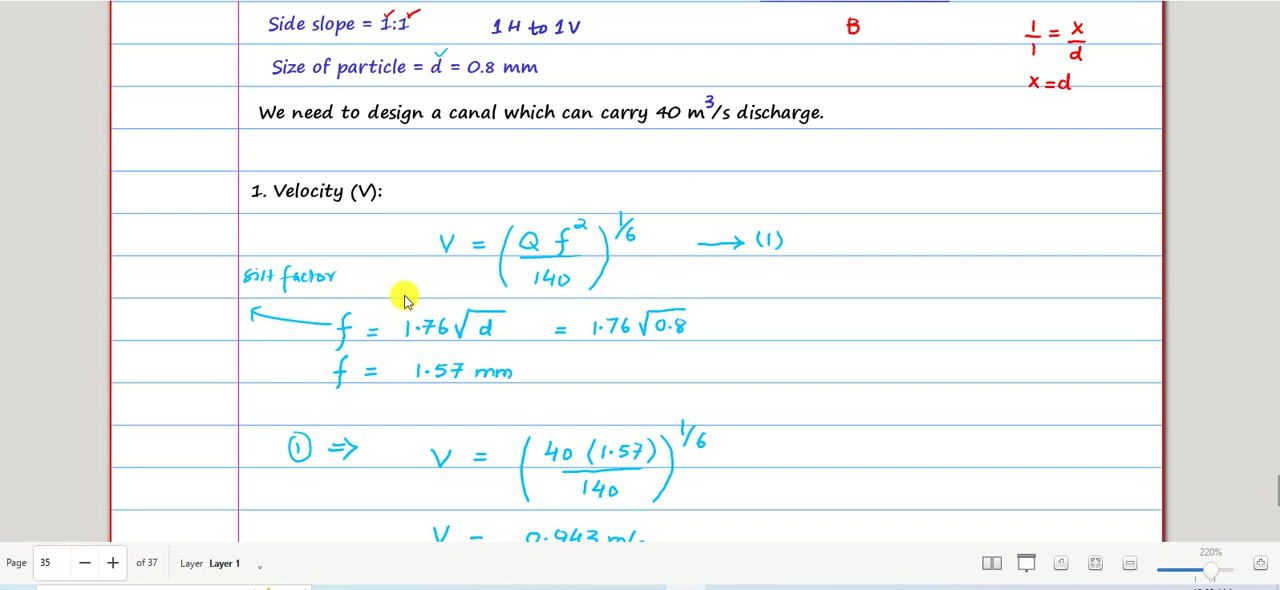 Side slope = 1:1 1 H to 1 V B 1/1 = x/d
Size of particle = d = 0.8 mm x = d
We need to design a canal which can carry 40 m³/s discharge.
1. Velocity (V):
V = (Q f² / 140)^1/6 → (1)
silt factor
f = 1.76 √d = 1.76 √0.8
f = 1.57 mm
① ⇒ V = (40 (1.57) / 140)^1/6
V = 0.943 m/
Page 35 of 37 Layer Layer 1 220%